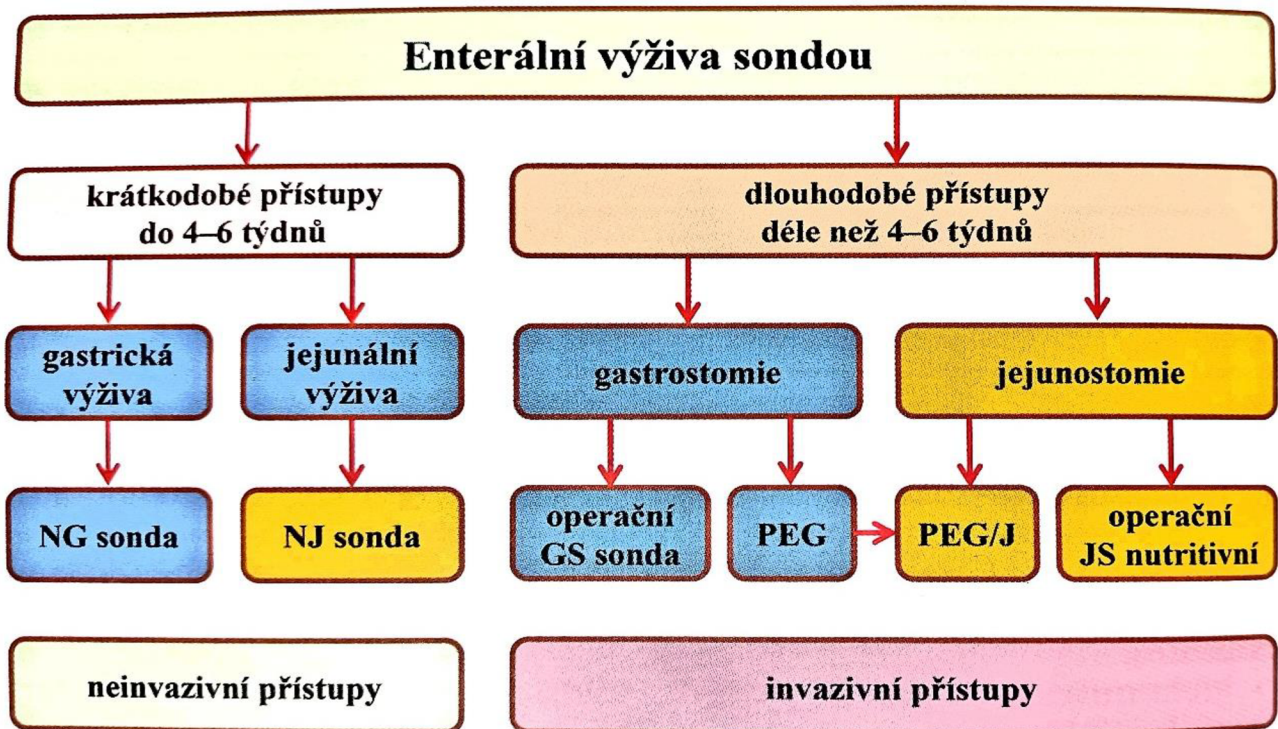 Enterální výživa sondou
krátkodobé přístupy
do 4–6 týdnů
dlouhodobé přístupy
déle než 4–6 týdnů
gastrická
výživa
jejunální
výživa
gastrostomie
jejunostomie
NG sonda
NJ sonda
operační
GS sonda
PEG
PEG/J
operační
JS nutritivní
neinvazivní přístupy
invazivní přístupy